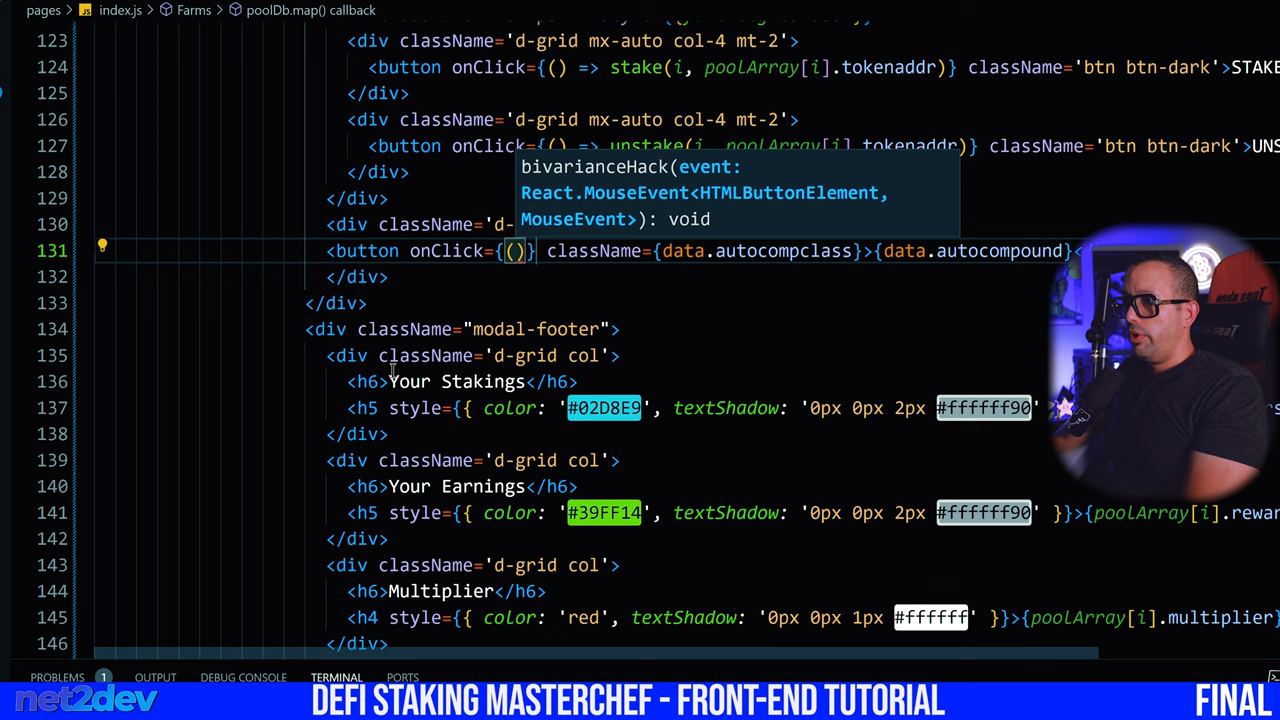 pages > JS index.js > Farms > poolDb.map() callback
123 <div className='d-grid mx-auto col-4 mt-2'>
124 <button onClick={() => stake(i, poolArray[i].tokenaddr)} className='btn btn-dark'>STAKE
125 </div>
126 <div className='d-grid mx-auto col-4 mt-2'>
127 <button onClick={() => unstake(i, poolArray[i].tokenaddr)} className='btn btn-dark'>UNS
bivarianceHack(event:
React.MouseEvent<HTMLButtonElement,
MouseEvent>): void
128 </div>
129 </div>
130 <div className='d-
131 <button onClick={()} className={data.autocompclass}>{data.autocompound}<
132 </div>
133 </div>
134 <div className="modal-footer">
135 <div className='d-grid col'>
136 <h6>Your Stakings</h6>
137 <h5 style={{ color: '#02D8E9', textShadow: '0px 0px 2px #ffffff90'
138 </div>
139 <div className='d-grid col'>
140 <h6>Your Earnings</h6>
141 <h5 style={{ color: '#39FF14', textShadow: '0px 0px 2px #ffffff90' }}>{poolArray[i].rewa
142 </div>
143 <div className='d-grid col'>
144 <h6>Multiplier</h6>
145 <h4 style={{ color: 'red', textShadow: '0px 0px 1px #ffffff' }}>{poolArray[i].multiplier}
146 </div>
PROBLEMS 1 OUTPUT DEBUG CONSOLE TERMINAL PORTS
net2dev DEFI STAKING MASTERCHEF - FRONT-END TUTORIAL FINAL